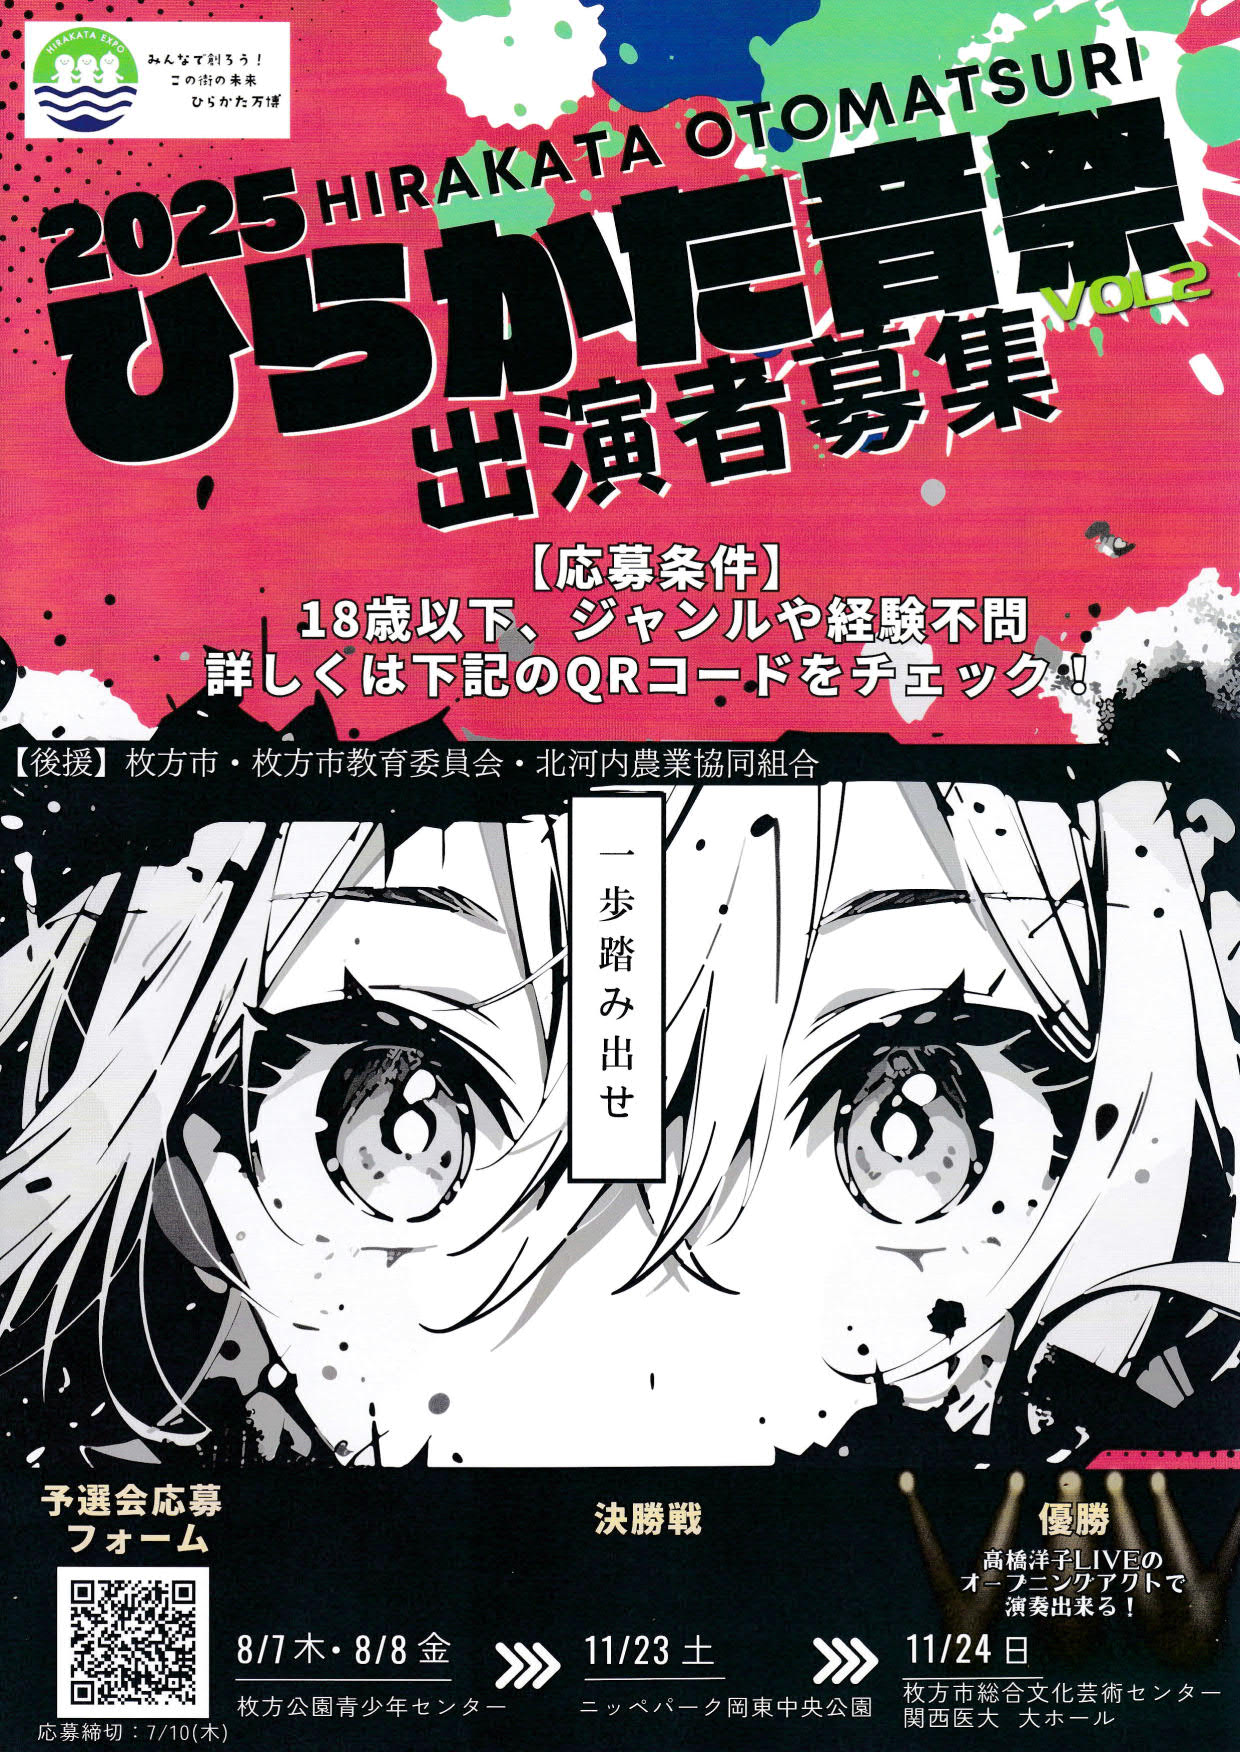 HIRAKATA EXPO
みんなで創ろう！
この街の未来
ひらかた万博
2025 HIRAKATA OTOMATSURI
ひらかた音祭
VOL2
出演者募集
【応募条件】
18歳以下、ジャンルや経験不問
詳しくは下記のQRコードをチェック！
【後援】枚方市・枚方市教育委員会・北河内農業協同組合
一歩踏み出せ
予選会応募
フォーム
応募締切：7/10(木)
8/7 木・8/8 金
枚方公園青少年センター
決勝戦
11/23 土
ニッペパーク岡東中央公園
優勝
高橋洋子LIVEの
オープニングアクトで
演奏出来る！
11/24 日
枚方市総合文化芸術センター
関西医大 大ホール